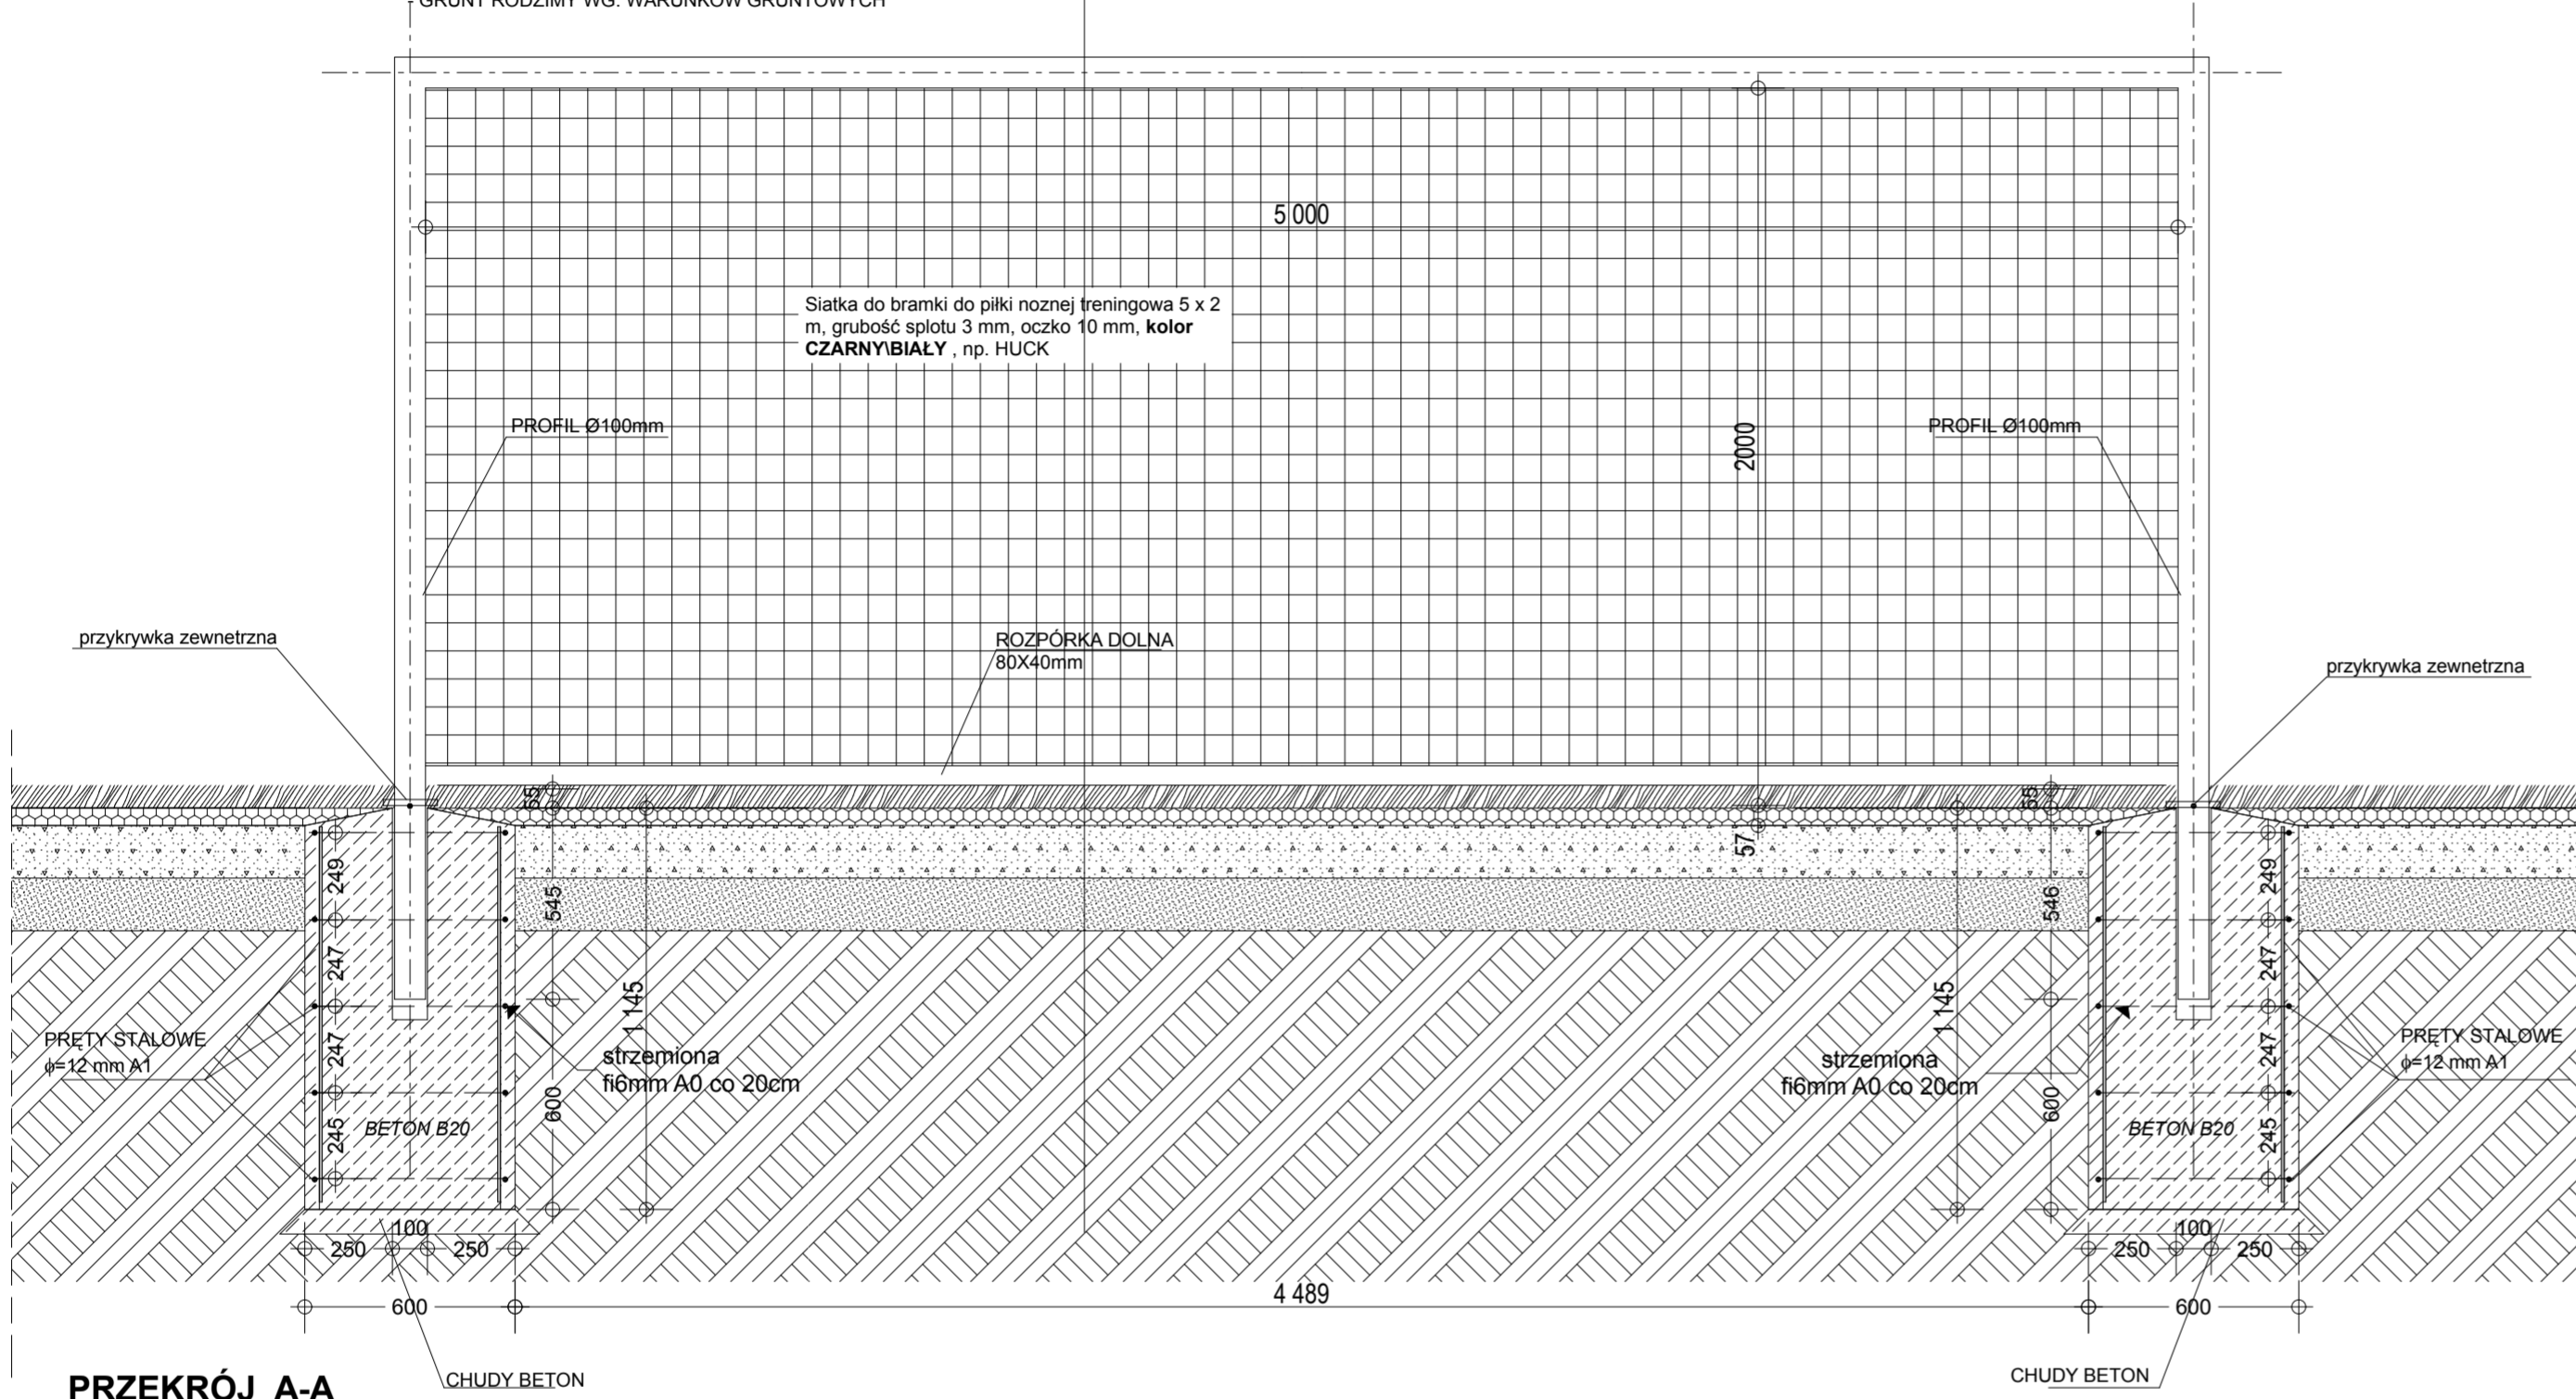 - GRUNT RODZIMY WG. WARUNKÓW GRUNTOWYCH
5 000
Siatka do bramki do piłki noznej treningowa 5 x 2
m, grubość splotu 3 mm, oczko 10 mm, kolor
CZARNY\BIAŁY , np. HUCK
PROFIL Ø100mm
2000
PROFIL Ø100mm
przykrywka zewnetrzna
ROZPÓRKA DOLNA
80X40mm
przykrywka zewnetrzna
55
55
57
249
545
546
249
247
1 145
1 145
247
PRĘTY STALOWE
ϕ=12 mm A1
247
strzemiona
fi6mm A0 co 20cm
strzemiona
fi6mm A0 co 20cm
247
PRĘTY STALOWE
ϕ=12 mm A1
600
600
245
BETON B20
BETON B20
245
100
250
250
100
250
250
600
4 489
600
PRZEKRÓJ A-A
CHUDY BETON
CHUDY BETON